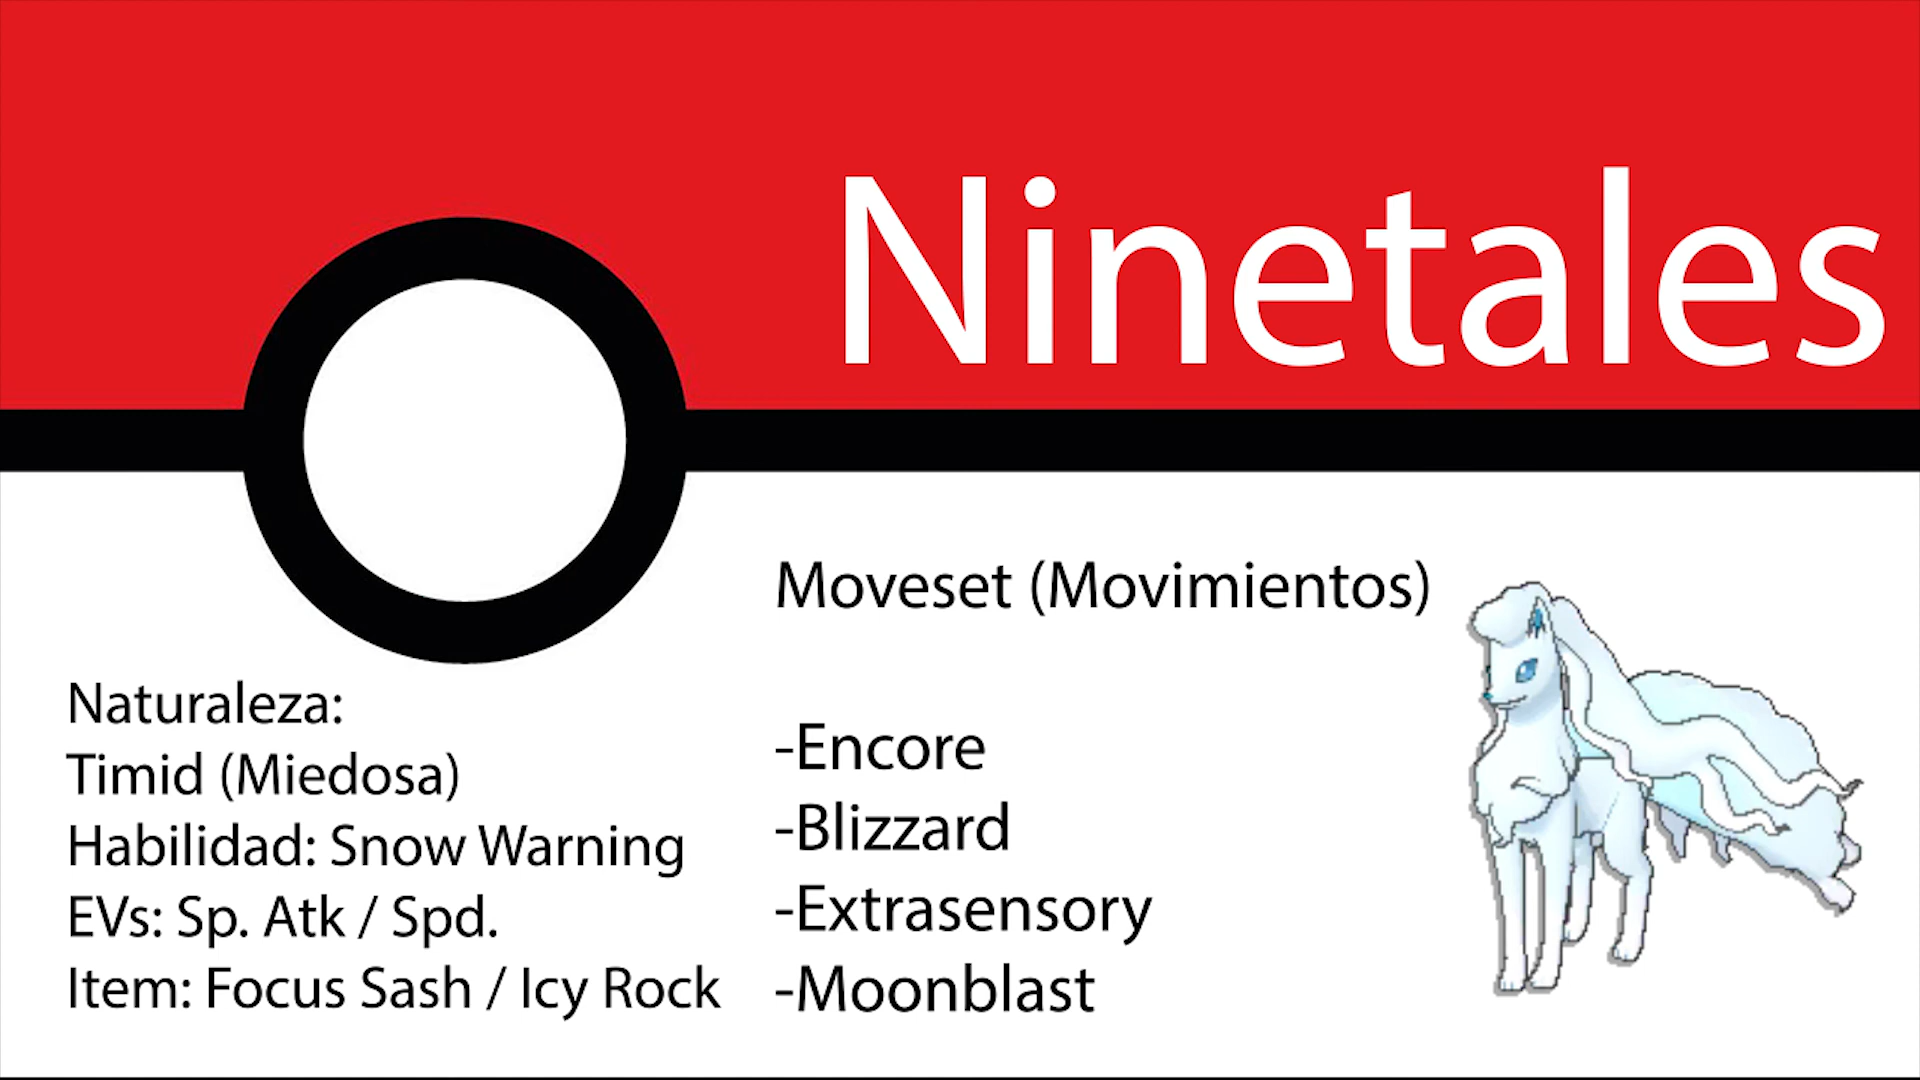 Ninetales
Naturaleza:
Timid (Miedosa)
Habilidad: Snow Warning
EVs: Sp. Atk / Spd.
Item: Focus Sash / Icy Rock
Moveset (Movimientos)
-Encore
-Blizzard
-Extrasensory
-Moonblast